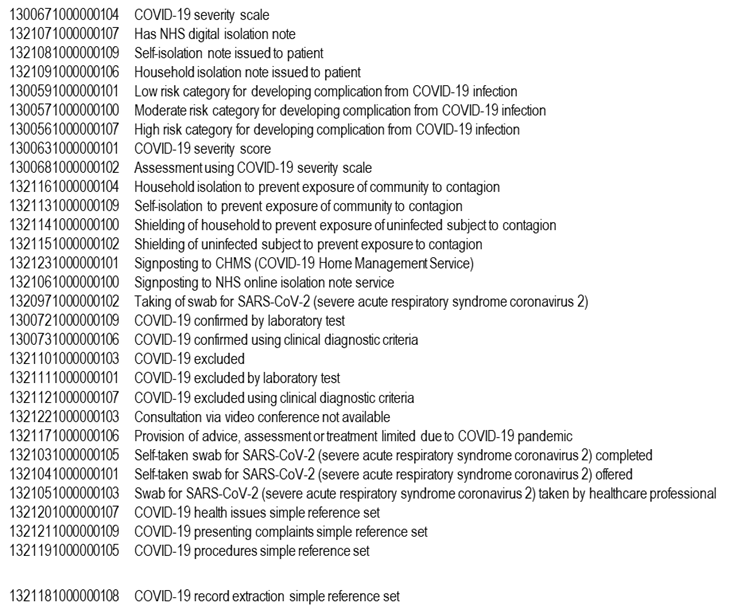 1300671000000104 COVID-19 severity scale
1321071000000107 Has NHS digital isolation note
1321081000000109 Self-isolation note issued to patient
1321091000000106 Household isolation note issued to patient
1300591000000101 Low risk category for developing complication from COVID-19 infection
1300571000000100 Moderate risk category for developing complication from COVID-19 infection
1300561000000107 High risk category for developing complication from COVID-19 infection
1300631000000101 COVID-19 severity score
1300681000000102 Assessment using COVID-19 severity scale
1321161000000104 Household isolation to prevent exposure of community to contagion
1321131000000109 Self-isolation to prevent exposure of community to contagion
1321141000000100 Shielding of household to prevent exposure of uninfected subject to contagion
1321151000000102 Shielding of uninfected subject to prevent exposure to contagion
1321231000000101 Signposting to CHMS (COVID-19 Home Management Service)
1321061000000100 Signposting to NHS online isolation note service
1320971000000102 Taking of swab for SARS-CoV-2 (severe acute respiratory syndrome coronavirus 2)
1300721000000109 COVID-19 confirmed by laboratory test
1300731000000106 COVID-19 confirmed using clinical diagnostic criteria
1321101000000103 COVID-19 excluded
1321111000000101 COVID-19 excluded by laboratory test
1321121000000107 COVID-19 excluded using clinical diagnostic criteria
1321221000000103 Consultation via video conference not available
1321171000000106 Provision of advice, assessment or treatment limited due to COVID-19 pandemic
1321031000000105 Self-taken swab for SARS-CoV-2 (severe acute respiratory syndrome coronavirus 2) completed
1321041000000101 Self-taken swab for SARS-CoV-2 (severe acute respiratory syndrome coronavirus 2) offered
1321051000000103 Swab for SARS-CoV-2 (severe acute respiratory syndrome coronavirus 2) taken by healthcare professional
1321201000000107 COVID-19 health issues simple reference set
1321211000000109 COVID-19 presenting complaints simple reference set
1321191000000105 COVID-19 procedures simple reference set
1321181000000108 COVID-19 record extraction simple reference set